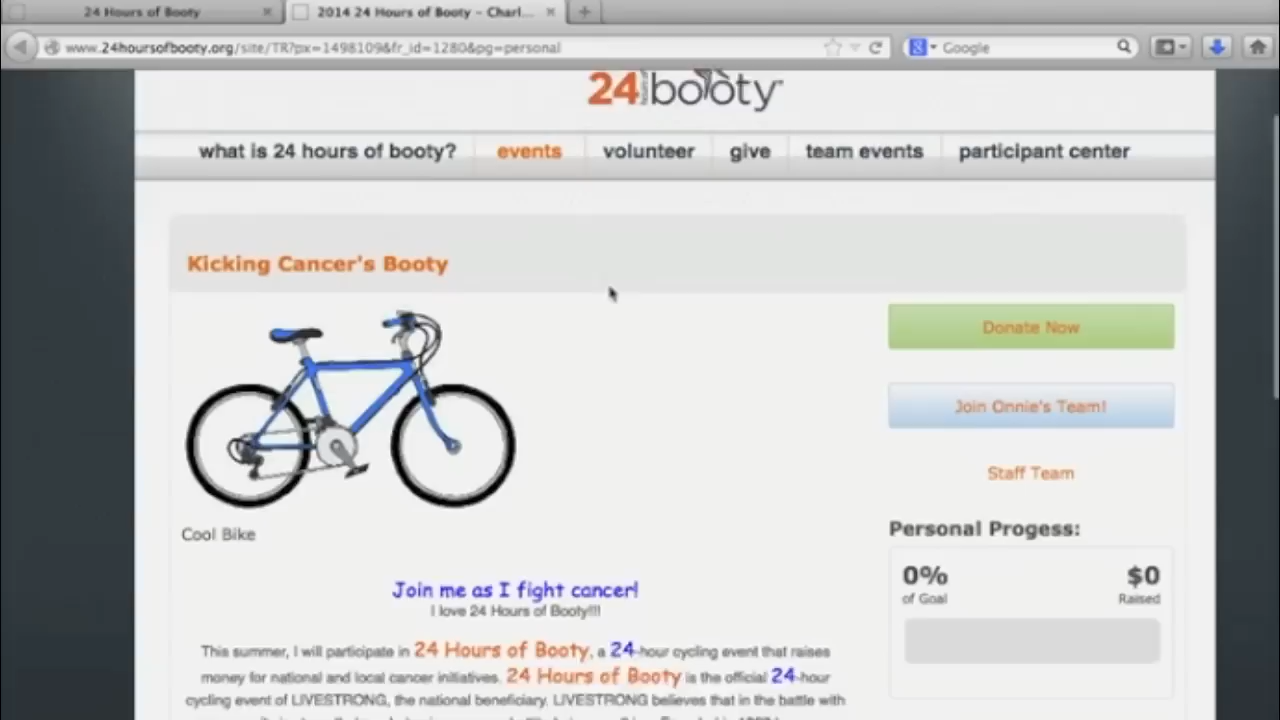 24 Hours of Booty
2014 24 Hours of Booty – Charl...
www.24hoursofbooty.org/site/TR?px=1498109&fr_id=1280&pg=personal
Google
24 booty
what is 24 hours of booty?
events
volunteer
give
team events
participant center
Kicking Cancer's Booty
Donate Now
Join Onnie's Team!
Staff Team
Personal Progess:
0%
$0
of Goal
Raised
Cool Bike
Join me as I fight cancer!
I love 24 Hours of Booty!!!
This summer, I will participate in 24 Hours of Booty, a 24-hour cycling event that raises
money for national and local cancer initiatives. 24 Hours of Booty is the official 24-hour
cycling event of LIVESTRONG, the national beneficiary. LIVESTRONG believes that in the battle with